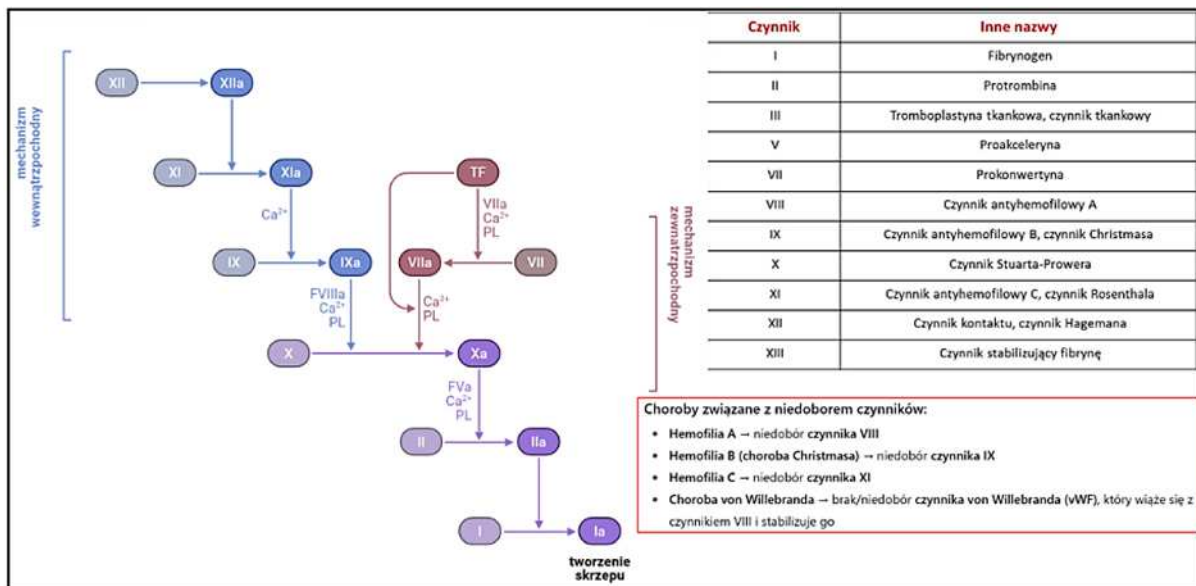 mechanizm
wewnątrzpochodny
XII
XIIa
XI
XIa
TF
Ca²⁺
VIIa
Ca²⁺
PL
IX
IXa
VIIa
VII
FVIIIa
Ca²⁺
PL
Ca²⁺
PL
mechanizm
zewnatrzpochodny
X
Xa
FVa
Ca²⁺
PL
II
IIa
I
Ia
tworzenie
skrzepu
Czynnik Inne nazwy
I Fibrynogen
II Protrombina
III Tromboplastyna tkankowa, czynnik tkankowy
V Proakceleryna
VII Prokonwertyna
VIII Czynnik antyhemofilowy A
IX Czynnik antyhemofilowy B, czynnik Christmasa
X Czynnik Stuarta-Prowera
XI Czynnik antyhemofilowy C, czynnik Rosenthala
XII Czynnik kontaktu, czynnik Hagemana
XIII Czynnik stabilizujący fibrynę
Choroby związane z niedoborem czynników:
• Hemofilia A → niedobór czynnika VIII
• Hemofilia B (choroba Christmasa) → niedobór czynnika IX
• Hemofilia C → niedobór czynnika XI
• Choroba von Willebranda → brak/niedobór czynnika von Willebranda (vWF), który wiąże się z
czynnikiem VIII i stabilizuje go